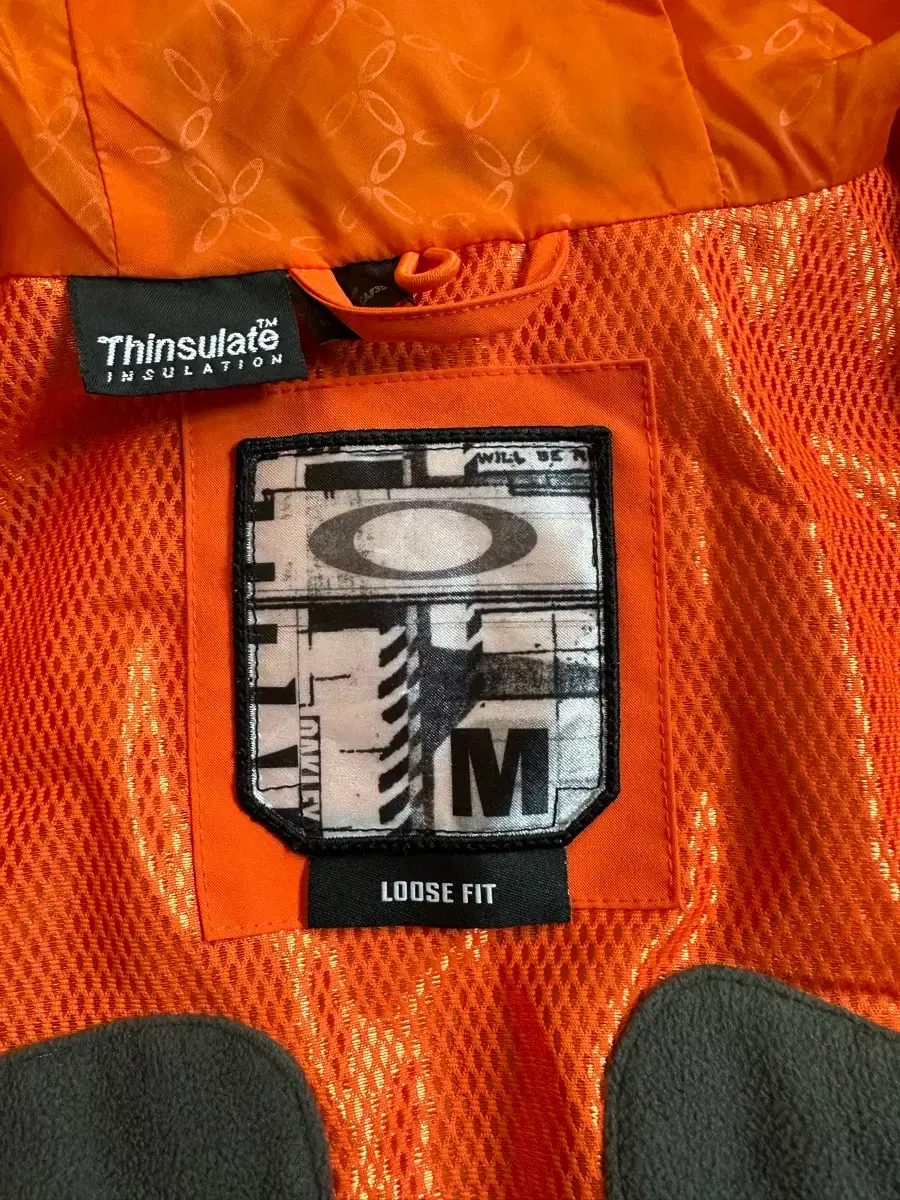 Thinsulate™
INSULATION
WILL BE
OAKLEY
M
LOOSE FIT